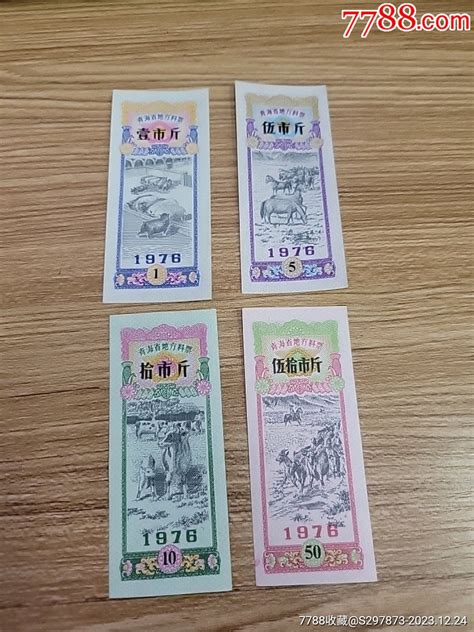 7788.com
青海省地方料票
壹市斤
1976
1
青海省地方料票
伍市斤
1976
5
青海省地方料票
拾市斤
1976
10
青海省地方料票
伍拾市斤
1976
50
7788收藏@S297873-2023.12.24